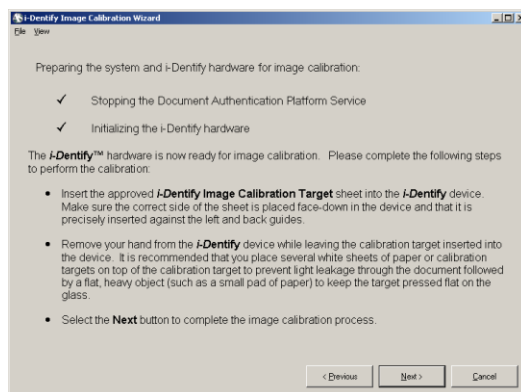 i-Dentify Image Calibration Wizard
File View
Preparing the system and i-Dentify hardware for image calibration:
✓ Stopping the Document Authentication Platform Service
✓ Initializing the i-Dentify hardware
The i-Dentify™ hardware is now ready for image calibration. Please complete the following steps
to perform the calibration:
• Insert the approved i-Dentify Image Calibration Target sheet into the i-Dentify device.
Make sure the correct side of the sheet is placed face-down in the device and that it is
precisely inserted against the left and back guides.
• Remove your hand from the i-Dentify device while leaving the calibration target inserted into
the device. It is recommended that you place several white sheets of paper or calibration
targets on top of the calibration target to prevent light leakage through the document followed
by a flat, heavy object (such as a small pad of paper) to keep the target pressed flat on the
glass.
• Select the Next button to complete the image calibration process.
< Previous Next > Cancel